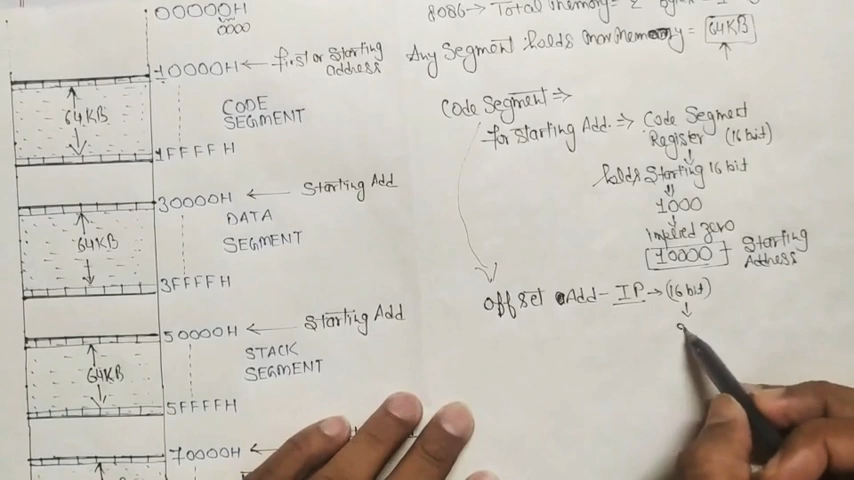 00000H
0000
10000H ← first or Starting address
64KB
CODE
SEGMENT
1FFFFH
30000H ← Starting Add
DATA
64KB
SEGMENT
3FFFFH
50000H ← Starting Add
STACK
64KB
SEGMENT
5FFFFH
70000H ←
8086→ Total memory=
Any Segment holds memory= 64KB
Code Segment ⇒
for Starting Add. ⇒ Code Segment
Register (16 bit)
holds Starting 16 bit
1000
implied zero
10000 → Starting
Address
Offset Add- IP → (16 bit)